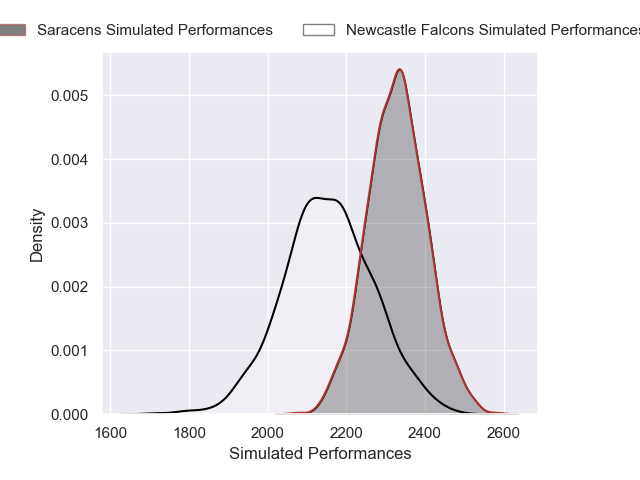 Saracens Simulated Performances
Newcastle Falcons Simulated Performances
0.005
0.004
0.003
0.002
0.001
0.000
Density
1600 1800 2000 2200 2400 2600
Simulated Performances